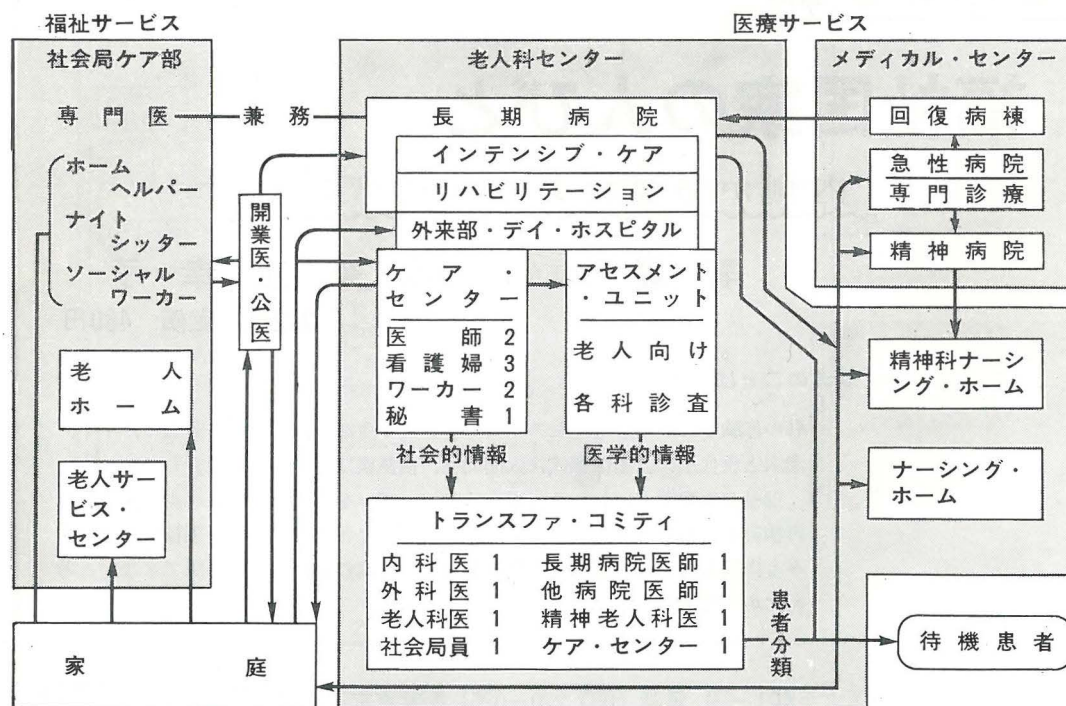 福祉サービス
医療サービス
社会局ケア部
専門医
兼務
ホーム
ヘルパー
ナイト
シッター
ソーシャル
ワーカー
開業医・公医
老人
ホーム
老人サー
ビス・
センター
家庭
老人科センター
長期病院
インテンシブ・ケア
リハビリテーション
外来部・デイ・ホスピタル
ケア・
センター
医師 2
看護婦 3
ワーカー 2
秘書 1
アセスメント
・ユニット
老人向け
各科診査
社会的情報
医学的情報
トランスファ・コミティ
内科医 1 長期病院医師 1
外科医 1 他病院医師 1
老人科医 1 精神老人科医 1
社会局員 1 ケア・センター 1
患者分類
メディカル・センター
回復病棟
急性病院
専門診療
精神病院
精神科ナーシ
ング・ホーム
ナーシング・
ホーム
待機患者